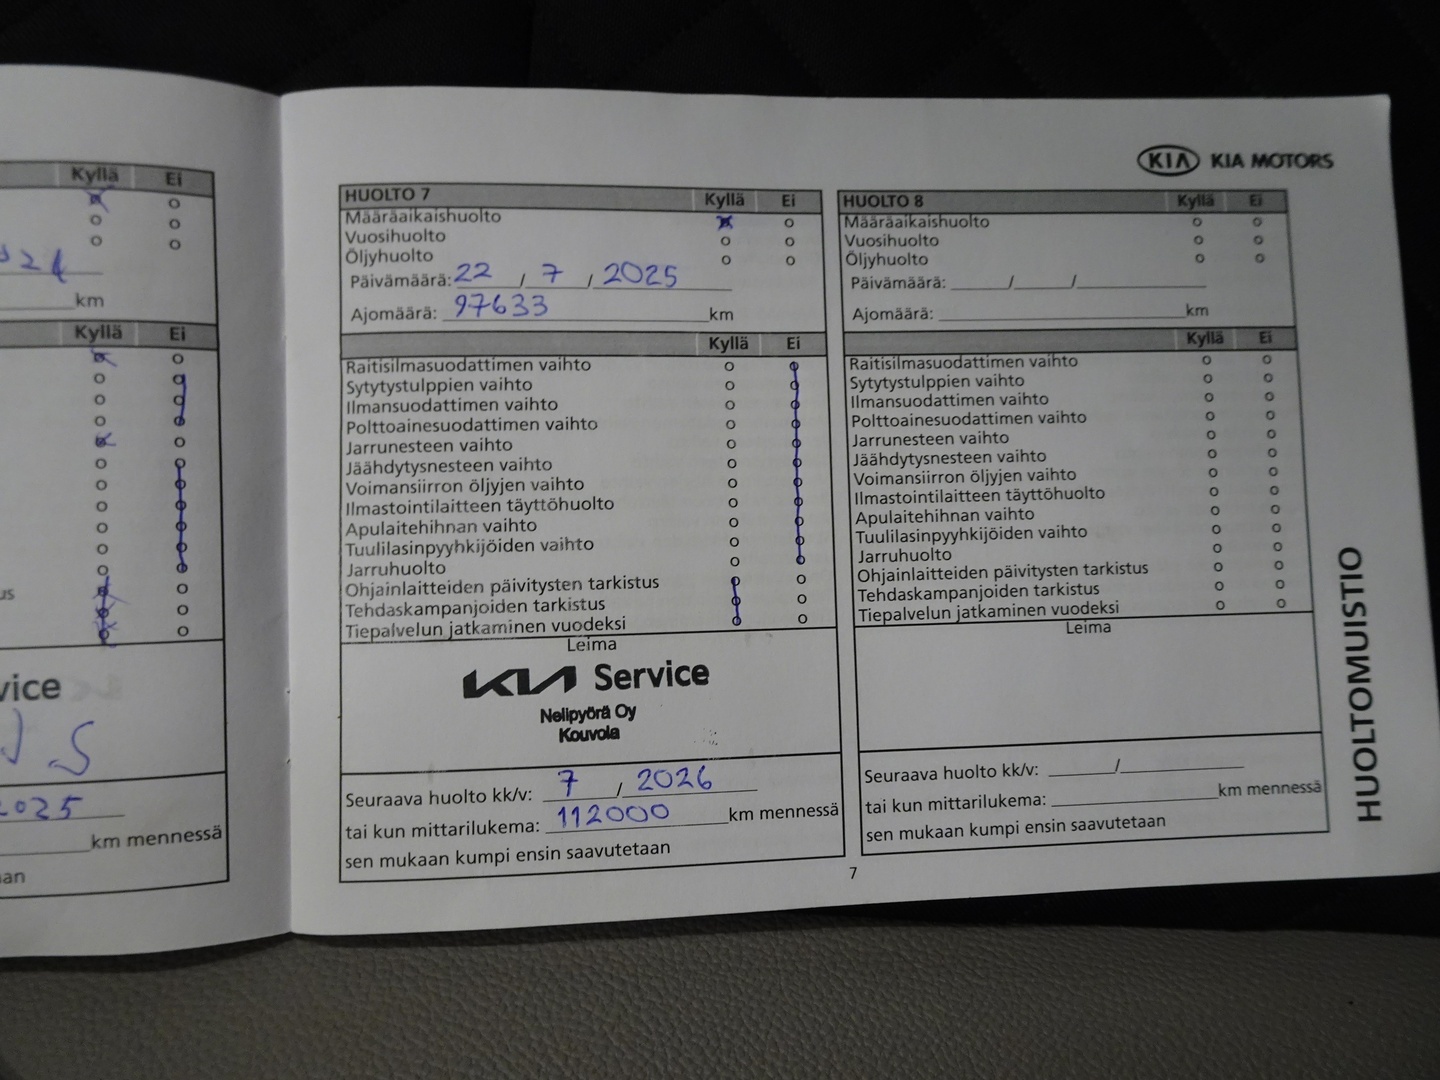 Kyllä Ei
24
km
Kyllä Ei
us
vice
J S
2025
km mennessä
an
KIA KIA MOTORS
HUOLTO 7 Kyllä Ei
Määräaikaishuolto
Vuosihuolto
Öljyhuolto
Päivämäärä: 22 / 7 / 2025
Ajomäärä: 97633 km
Kyllä Ei
Raitisilmasuodattimen vaihto
Sytytystulppien vaihto
Ilmansuodattimen vaihto
Polttoainesuodattimen vaihto
Jarrunesteen vaihto
Jäähdytysnesteen vaihto
Voimansiirron öljyjen vaihto
Ilmastointilaitteen täyttöhuolto
Apulaitehihnan vaihto
Tuulilasinpyyhkijöiden vaihto
Jarruhuolto
Ohjainlaitteiden päivitysten tarkistus
Tehdaskampanjoiden tarkistus
Tiepalvelun jatkaminen vuodeksi
Leima
KIA Service
Nelipyörä Oy
Kouvola
Seuraava huolto kk/v: 7 / 2026
tai kun mittarilukema: 112000 km mennessä
sen mukaan kumpi ensin saavutetaan
HUOLTO 8 Kyllä Ei
Määräaikaishuolto
Vuosihuolto
Öljyhuolto
Päivämäärä: / /
Ajomäärä: km
Kyllä Ei
Raitisilmasuodattimen vaihto
Sytytystulppien vaihto
Ilmansuodattimen vaihto
Polttoainesuodattimen vaihto
Jarrunesteen vaihto
Jäähdytysnesteen vaihto
Voimansiirron öljyjen vaihto
Ilmastointilaitteen täyttöhuolto
Apulaitehihnan vaihto
Tuulilasinpyyhkijöiden vaihto
Jarruhuolto
Ohjainlaitteiden päivitysten tarkistus
Tehdaskampanjoiden tarkistus
Tiepalvelun jatkaminen vuodeksi
Leima
Seuraava huolto kk/v: /
tai kun mittarilukema: km mennessä
sen mukaan kumpi ensin saavutetaan
7
HUOLTOMUISTIO